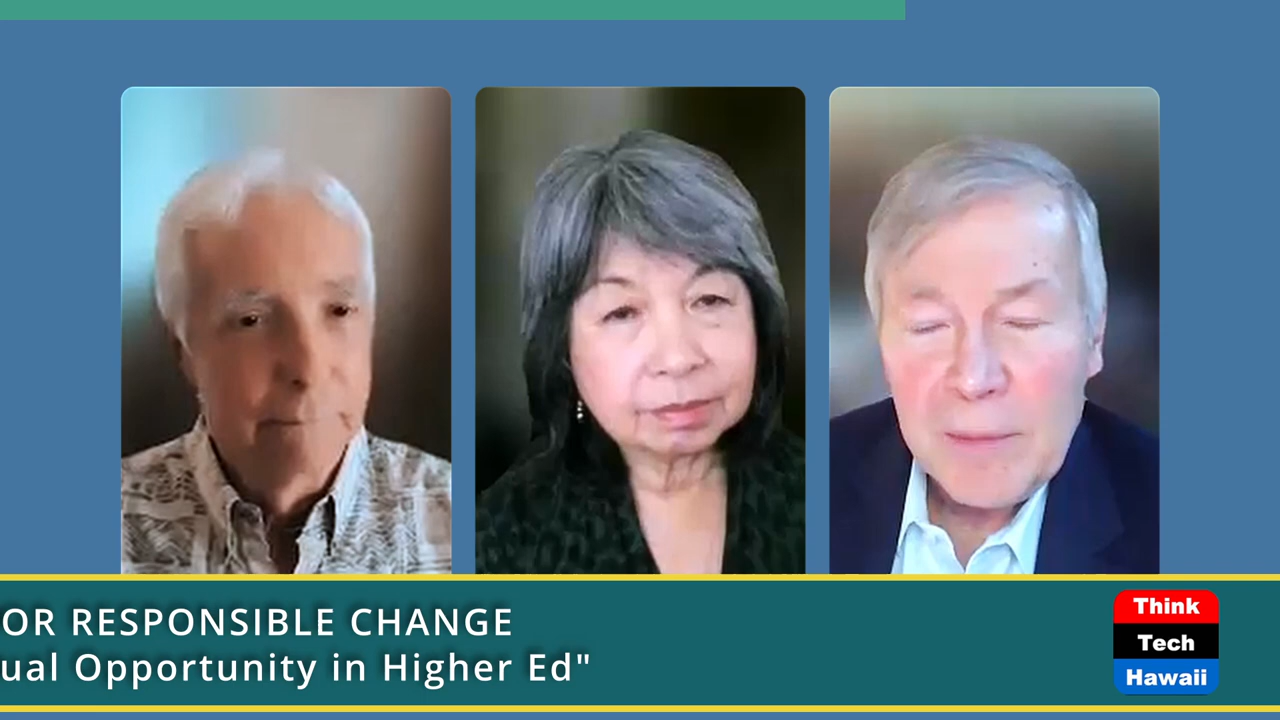 OR RESPONSIBLE CHANGE
ual Opportunity in Higher Ed"
Think
Tech
Hawaii